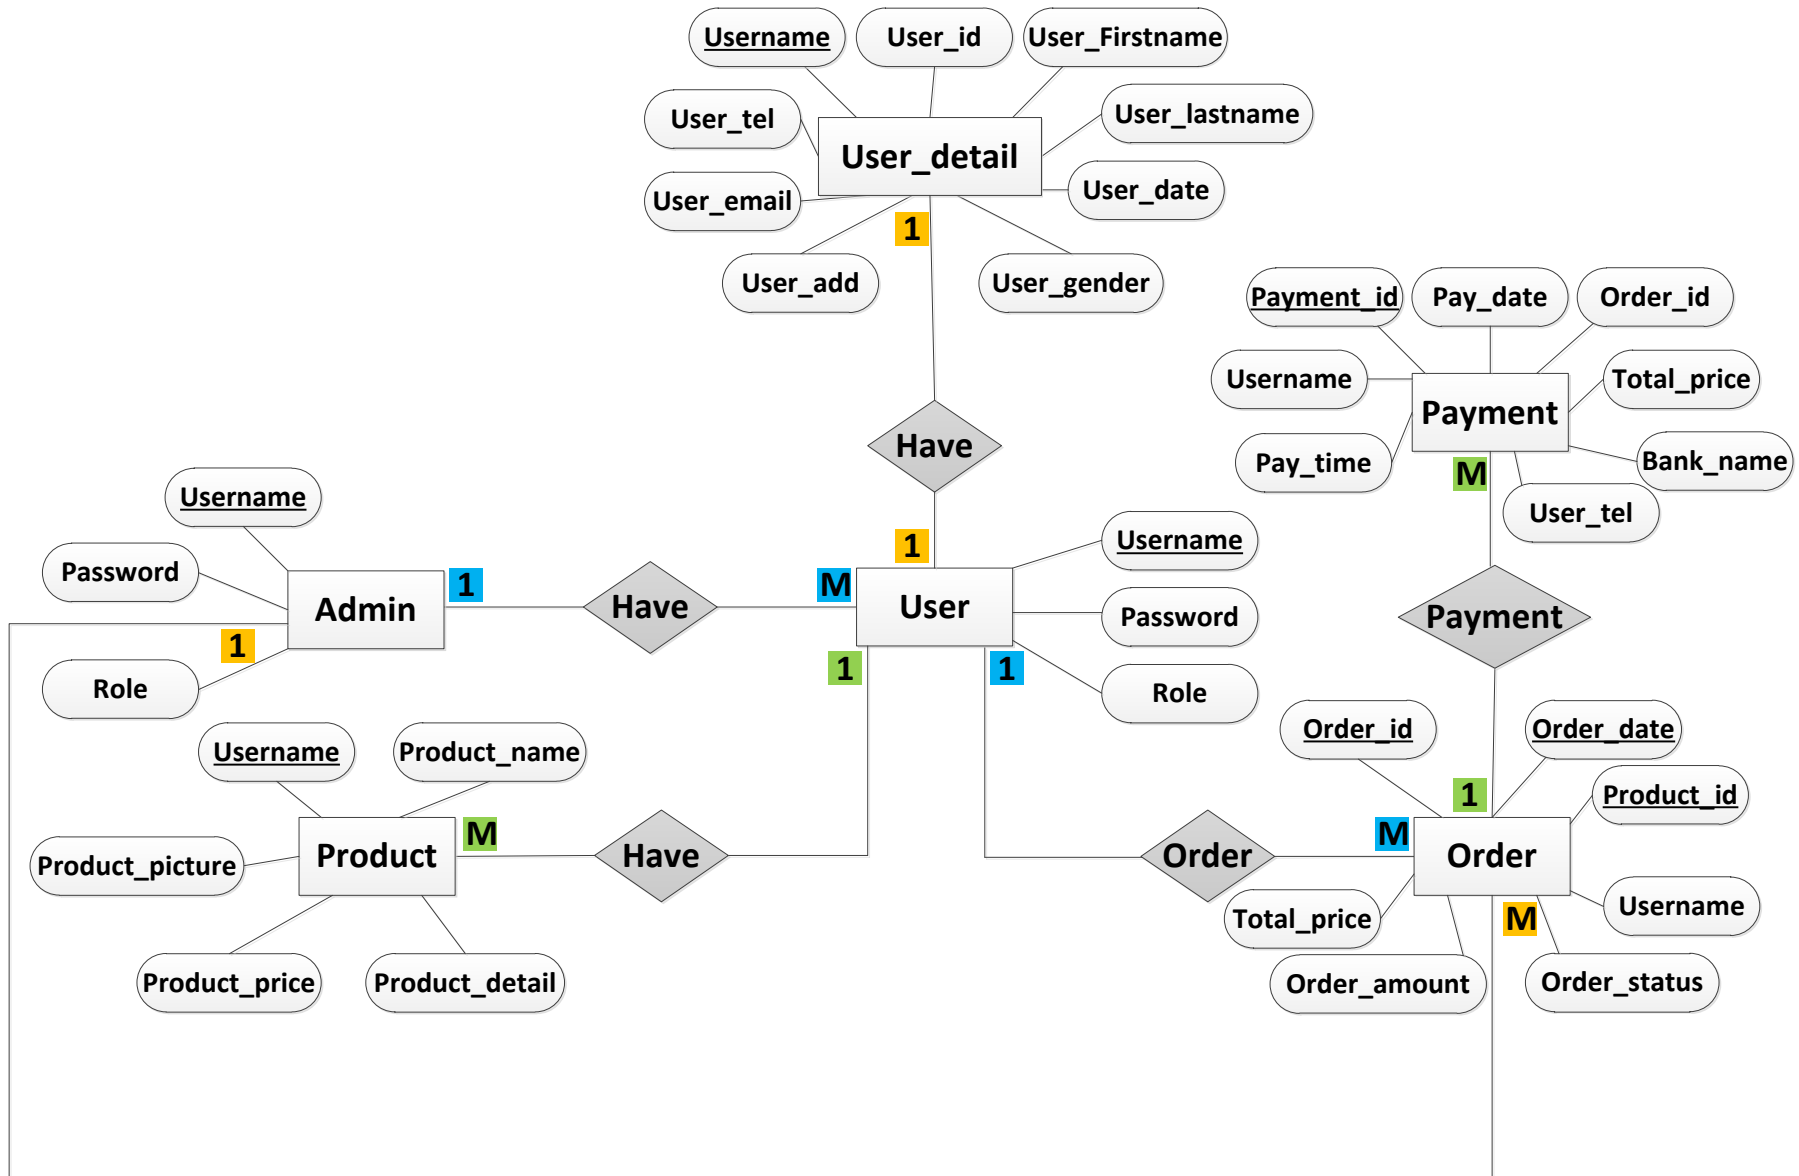 Username
User_id
User_Firstname
User_tel
User_lastname
User_detail
User_email
User_date
1
User_add
User_gender
Payment_id
Pay_date
Order_id
Username
Total_price
Payment
Pay_time
Bank_name
M
User_tel
Have
1
Username
Username
Password
Admin
1
Have
M
User
Password
Payment
1
Role
1
1
Role
Username
Product_name
Order_id
Order_date
1
Product_id
M
Product
Have
Order
M
Order
Product_picture
Total_price
M
Username
Product_price
Product_detail
Order_amount
Order_status